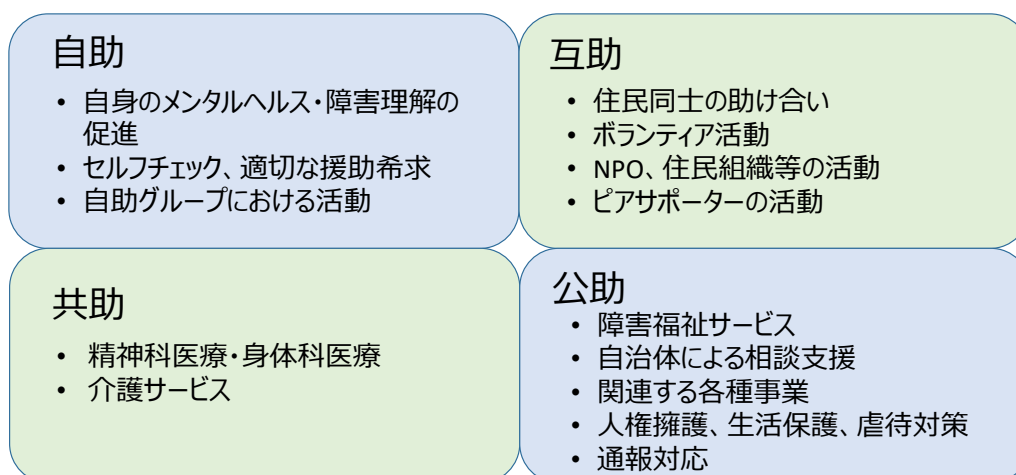 自助
• 自身のメンタルヘルス・障害理解の
促進
• セルフチェック、適切な援助希求
• 自助グループにおける活動
互助
• 住民同士の助け合い
• ボランティア活動
• NPO、住民組織等の活動
• ピアサポーターの活動
共助
• 精神科医療・身体科医療
• 介護サービス
公助
• 障害福祉サービス
• 自治体による相談支援
• 関連する各種事業
• 人権擁護、生活保護、虐待対策
• 通報対応